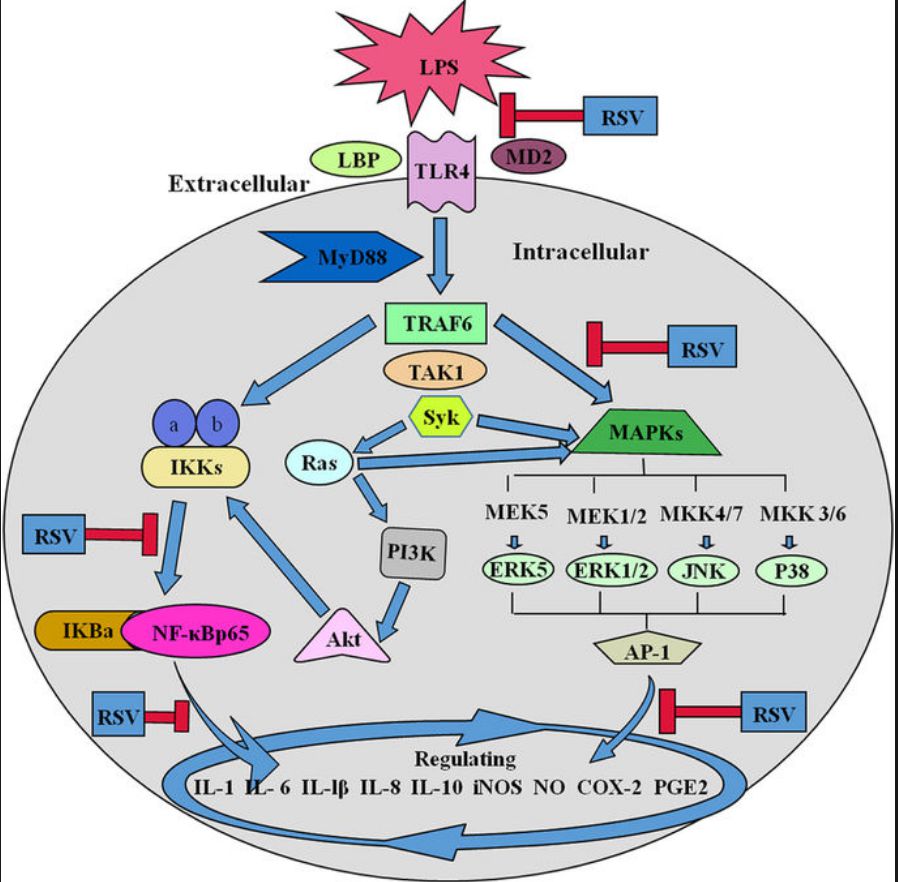 LPS
RSV
LBP
TLR4
MD2
Extracellular
MyD88
Intracellular
TRAF6
RSV
TAK1
Syk
MAPKs
a b
IKKs
Ras
MEK5 MEK1/2 MKK4/7 MKK 3/6
RSV
PI3K
ERK5 ERK1/2 JNK P38
IKBa NF-κBp65
Akt
AP-1
RSV
RSV
Regulating
IL-1 IL- 6 IL-lβ IL-8 IL-10 iNOS NO COX-2 PGE2